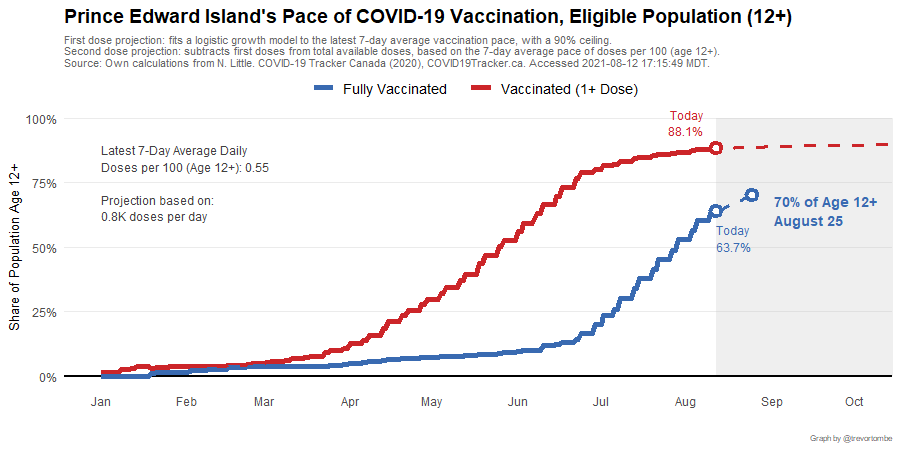 Prince Edward Island's Pace of COVID-19 Vaccination, Eligible Population (12+)
First dose projection: fits a logistic growth model to the latest 7-day average vaccination pace, with a 90% ceiling.
Second dose projection: subtracts first doses from total available doses, based on the 7-day average pace of doses per 100 (age 12+).
Source: Own calculations from N. Little. COVID-19 Tracker Canada (2020), COVID19Tracker.ca. Accessed 2021-08-12 17:15:49 MDT.
Fully Vaccinated
Vaccinated (1+ Dose)
Share of Population Age 12+
100%
75%
50%
25%
0%
Latest 7-Day Average Daily
Doses per 100 (Age 12+): 0.55
Projection based on:
0.8K doses per day
Today
88.1%
70% of Age 12+
August 25
Today
63.7%
Jan
Feb
Mar
Apr
May
Jun
Jul
Aug
Sep
Oct
Graph by @trevortombe